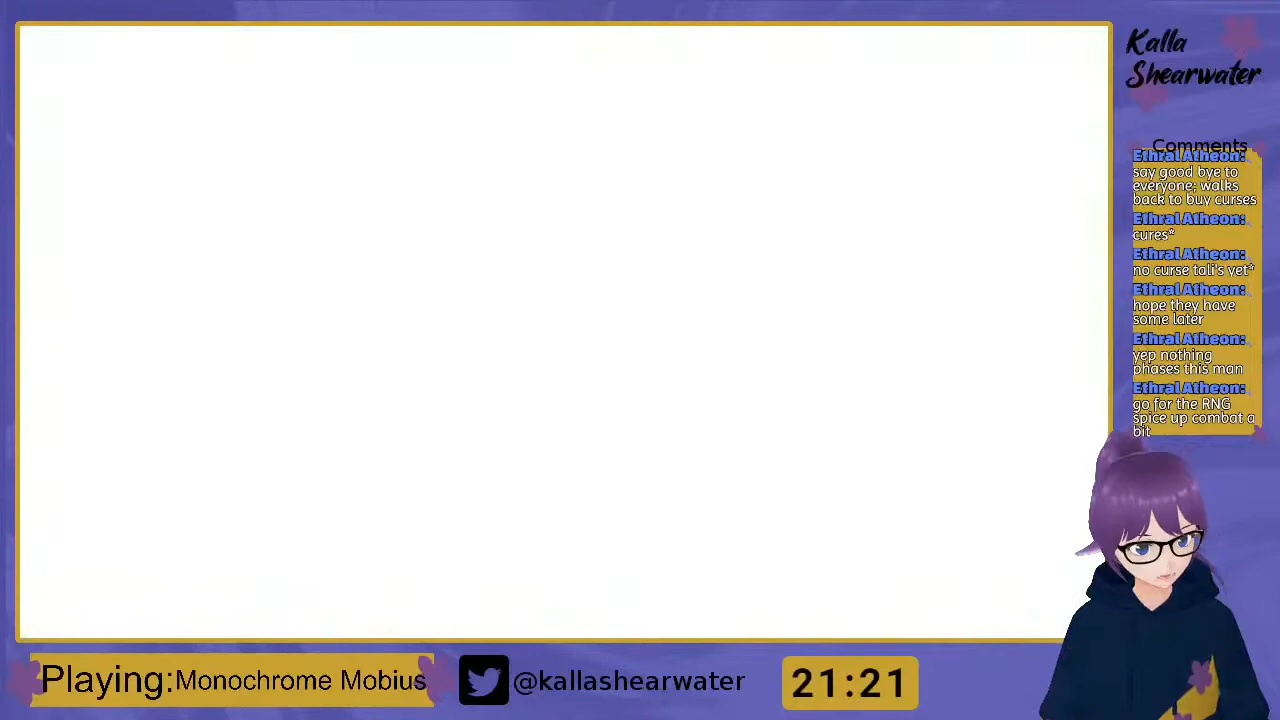 Kalla
Shearwater
Comments
Ethral Atheon:
say good bye to
everyone; walks
back to buy curses
Ethral Atheon:
cures*
Ethral Atheon:
no curse tali's yet*
Ethral Atheon:
hope they have
some later
Ethral Atheon:
yep nothing
phases this man
Ethral Atheon:
go for the RNG
spice up combat a
bit
Playing:Monochrome Mobius
@kallashearwater
21:21